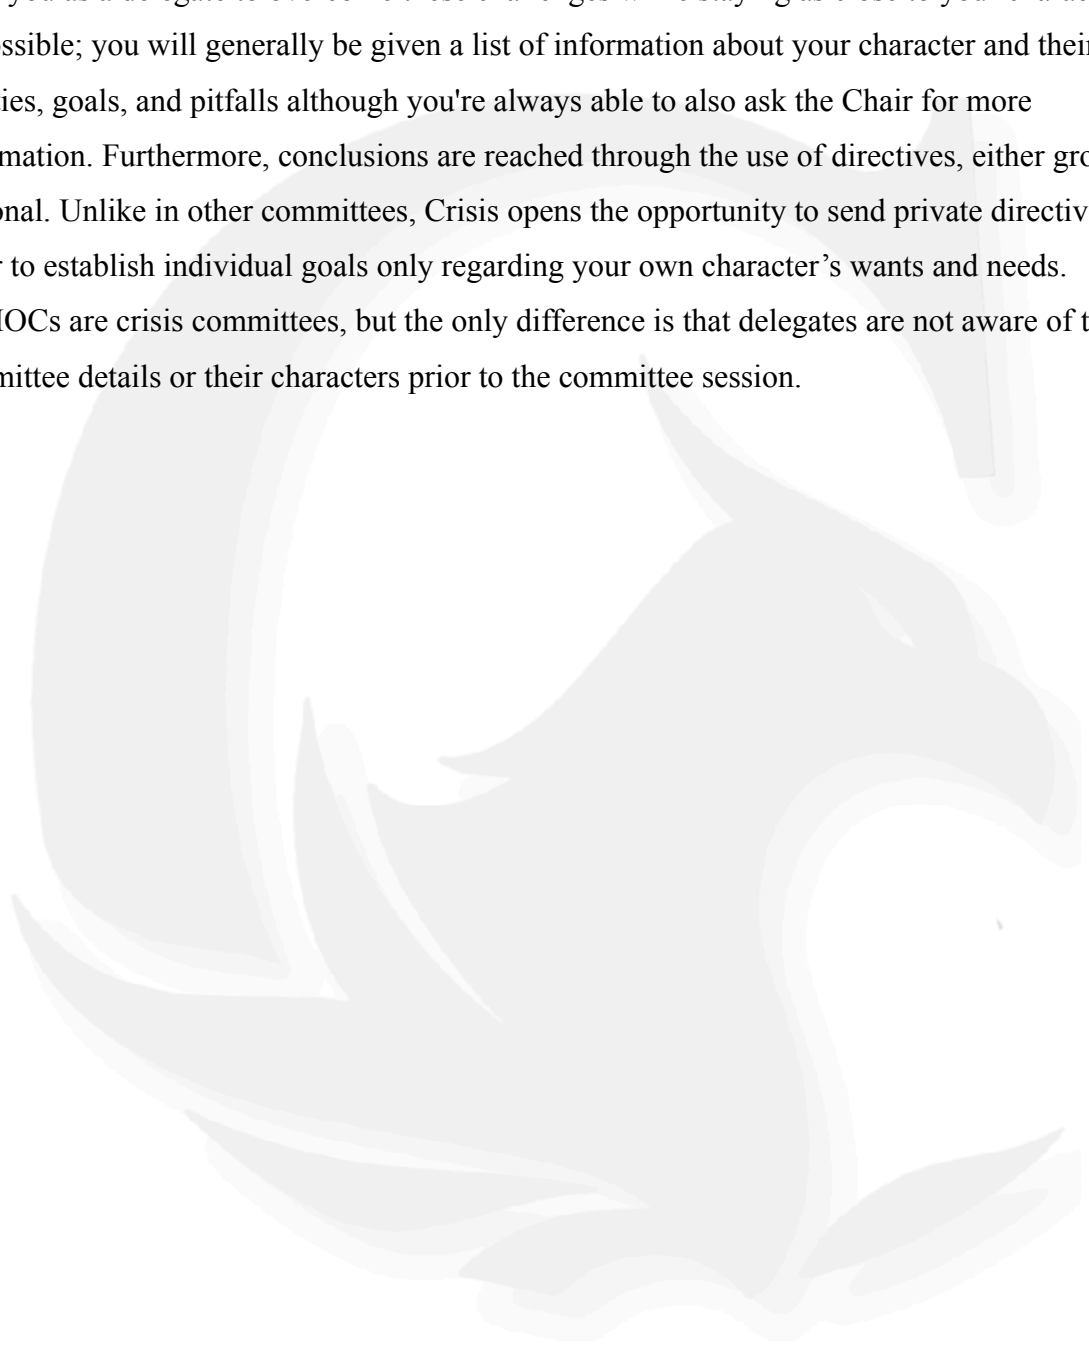 ossible; you will generally be given a list of information about your character and their
ies, goals, and pitfalls although you're always able to also ask the Chair for more
mation. Furthermore, conclusions are reached through the use of directives, either gro
onal. Unlike in other committees, Crisis opens the opportunity to send private directiv
r to establish individual goals only regarding your own character’s wants and needs.
IOCs are crisis committees, but the only difference is that delegates are not aware of t
mittee details or their characters prior to the committee session.